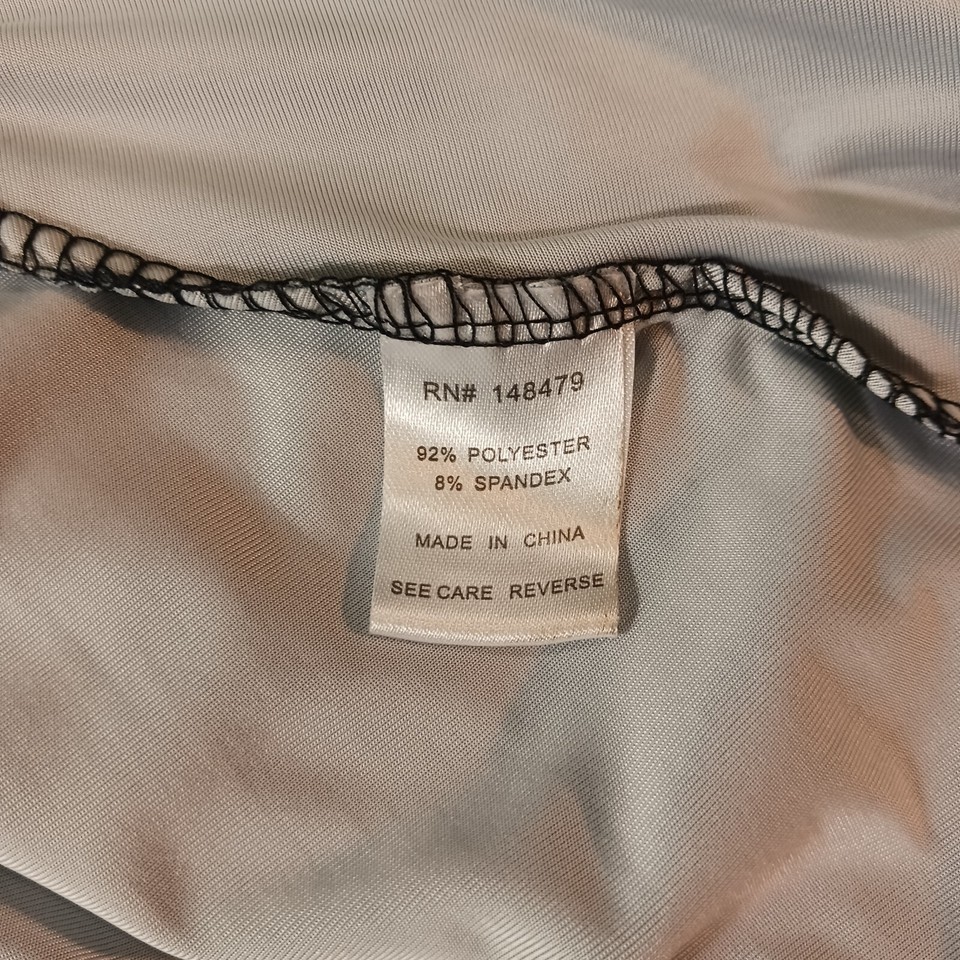 RN# 148479
92% POLYESTER
8% SPANDEX
MADE IN CHINA
SEE CARE REVERSE